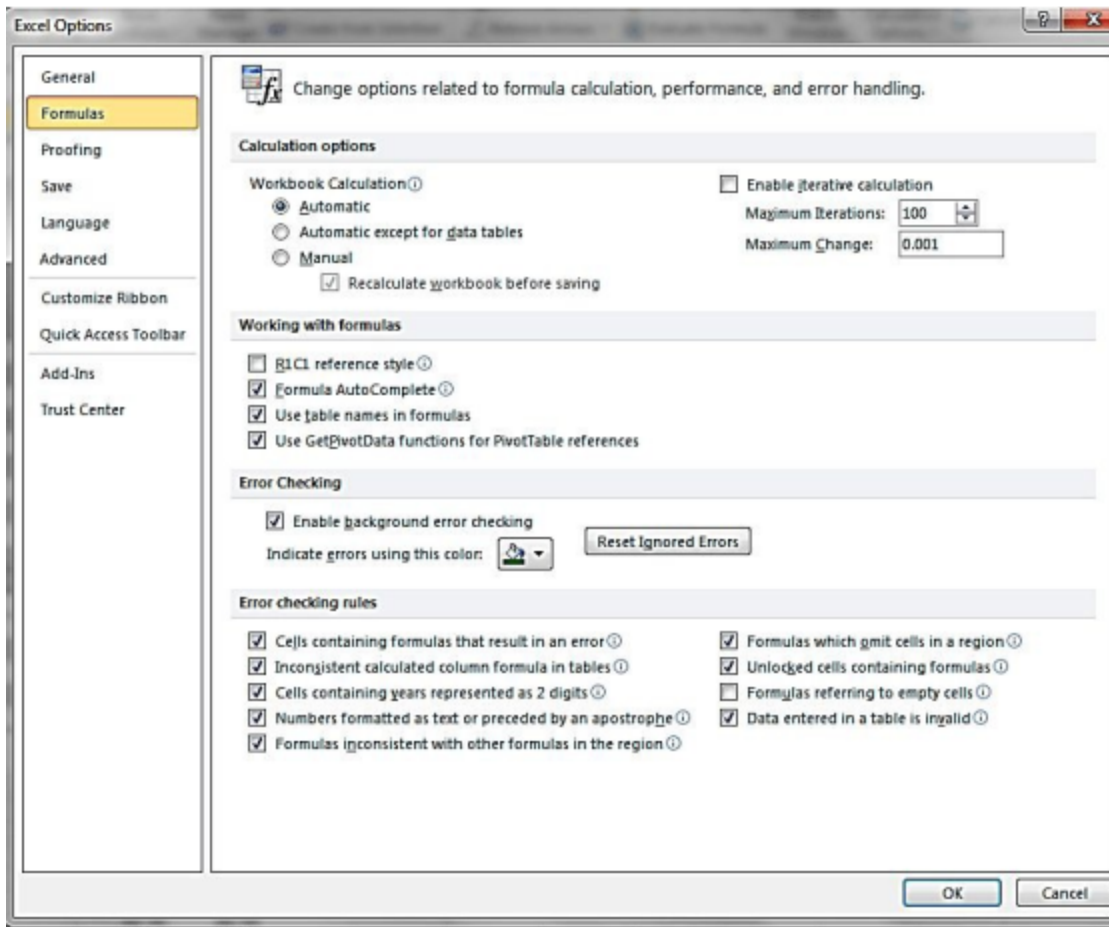 Excel Options
General
Formulas
Proofing
Save
Language
Advanced
Customize Ribbon
Quick Access Toolbar
Add-Ins
Trust Center
Change options related to formula calculation, performance, and error handling.
Calculation options
Workbook Calculation
Automatic
Automatic except for data tables
Manual
Recalculate workbook before saving
Enable iterative calculation
Maximum Iterations: 100
Maximum Change: 0.001
Working with formulas
R1C1 reference style
Formula AutoComplete
Use table names in formulas
Use GetPivotData functions for PivotTable references
Error Checking
Enable background error checking
Indicate errors using this color:
Reset Ignored Errors
Error checking rules
Cells containing formulas that result in an error
Inconsistent calculated column formula in tables
Cells containing years represented as 2 digits
Numbers formatted as text or preceded by an apostrophe
Formulas inconsistent with other formulas in the region
Formulas which omit cells in a region
Unlocked cells containing formulas
Formulas referring to empty cells
Data entered in a table is invalid
OK
Cancel